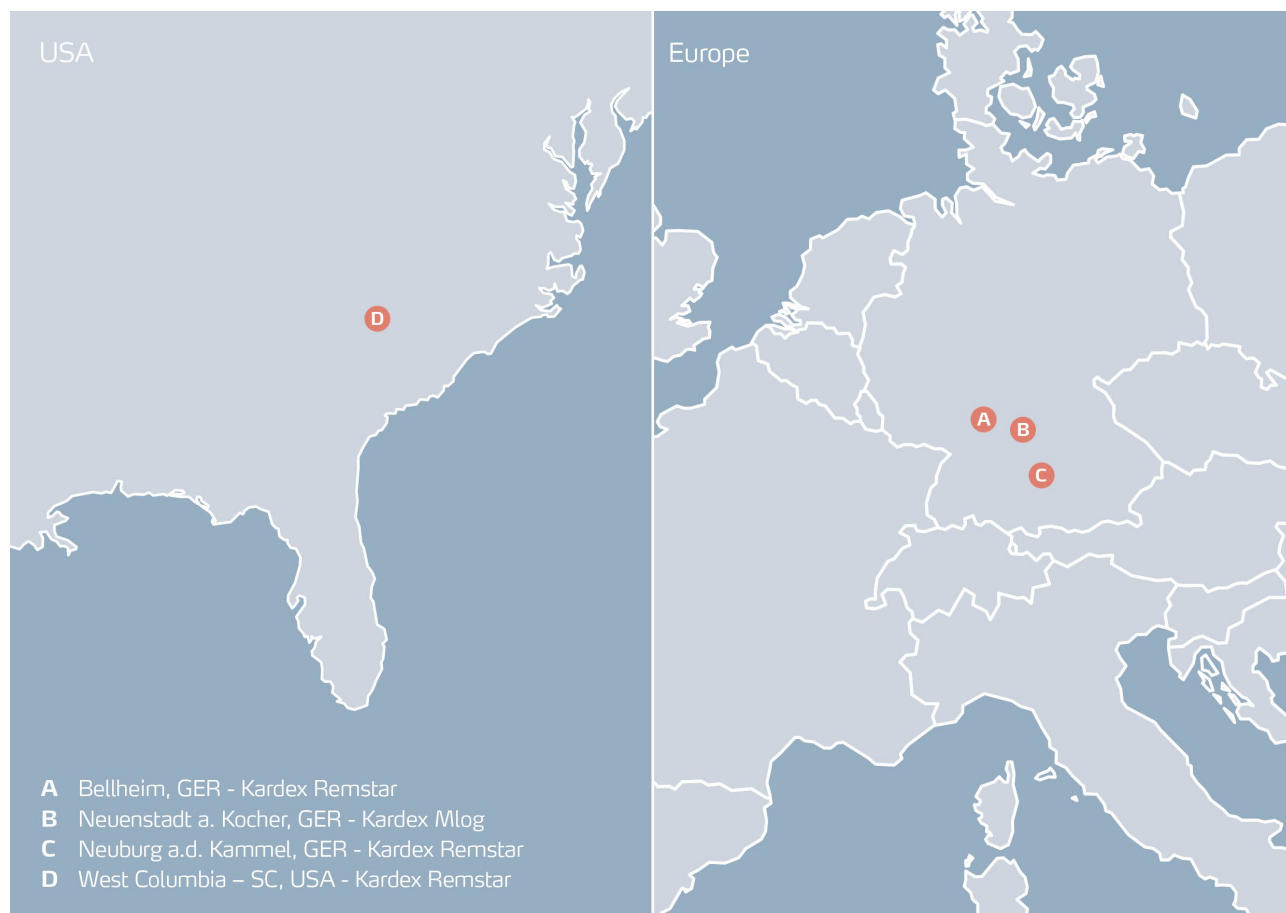 USA
Europe
D
A
B
C
A Bellheim, GER - Kardex Remstar
B Neuenstadt a. Kocher, GER - Kardex Mlog
C Neuburg a.d. Kammel, GER - Kardex Remstar
D West Columbia – SC, USA - Kardex Remstar